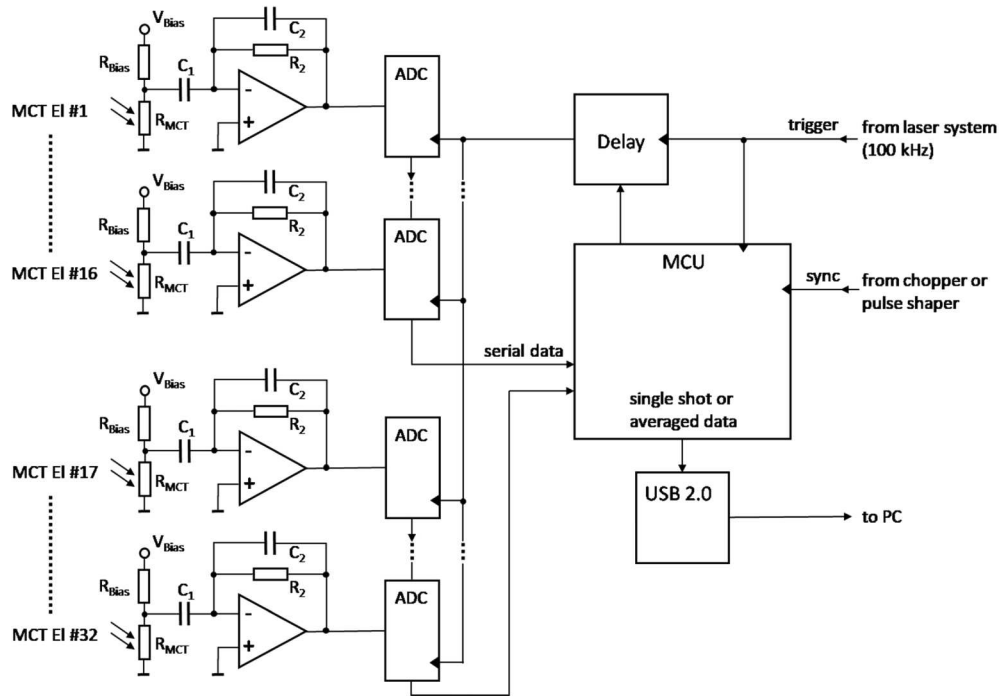 V_Bias
R_Bias
C_1
C_2
R_2
MCT El #1
R_MCT
ADC
V_Bias
R_Bias
C_1
C_2
R_2
MCT El #16
R_MCT
ADC
V_Bias
R_Bias
C_1
C_2
R_2
MCT El #17
R_MCT
ADC
V_Bias
R_Bias
C_1
C_2
R_2
MCT El #32
R_MCT
ADC
Delay
trigger
from laser system
(100 kHz)
MCU
sync
from chopper or
pulse shaper
serial data
single shot or
averaged data
USB 2.0
to PC